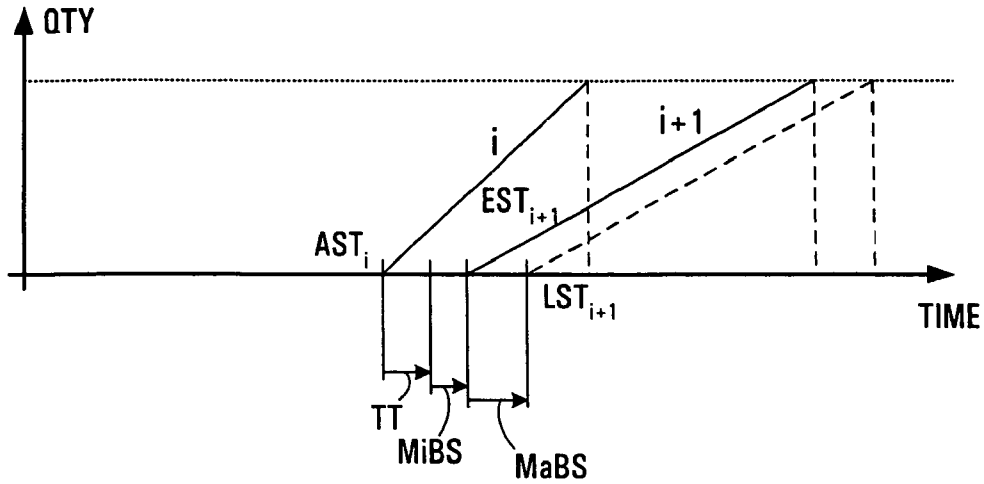 QTY
i
i+1
EST i+1
AST i
LST i+1
TIME
TT
MiBS
MaBS